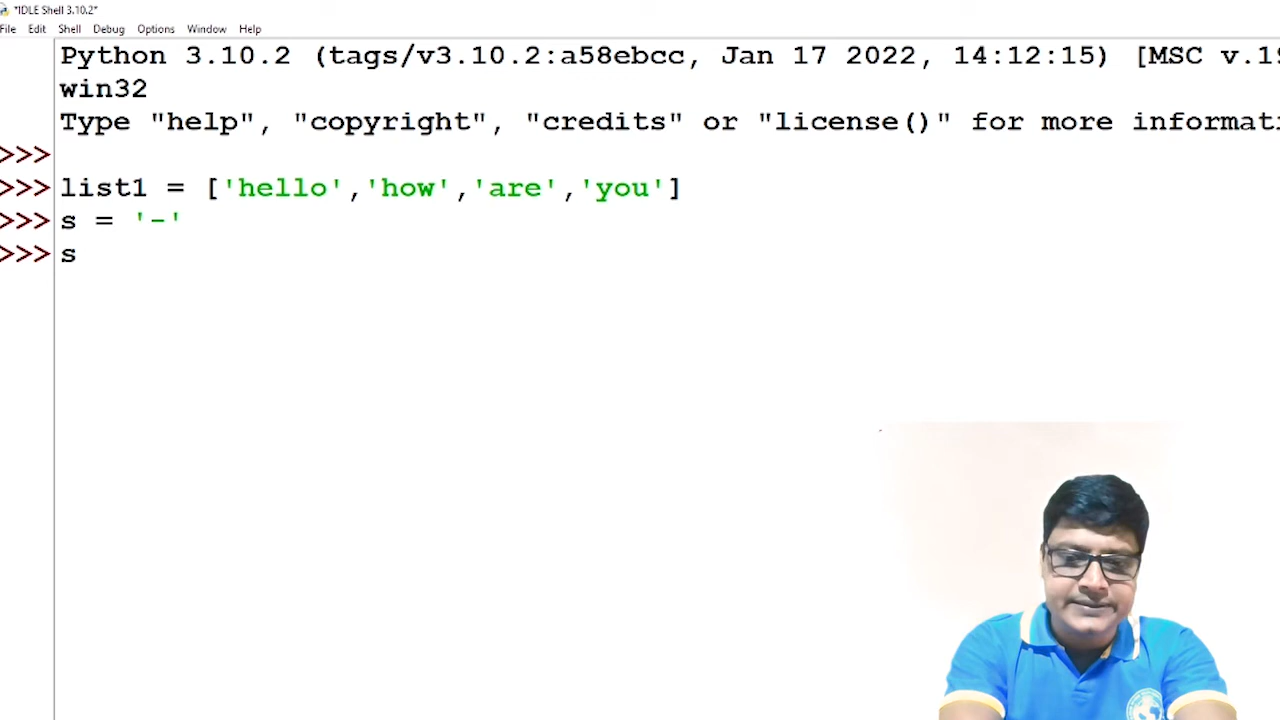 *IDLE Shell 3.10.2*
File Edit Shell Debug Options Window Help
Python 3.10.2 (tags/v3.10.2:a58ebcc, Jan 17 2022, 14:12:15) [MSC v.19
win32
Type "help", "copyright", "credits" or "license()" for more informati
>>>
>>> list1 = ['hello','how','are','you']
>>> s = '-'
>>> s